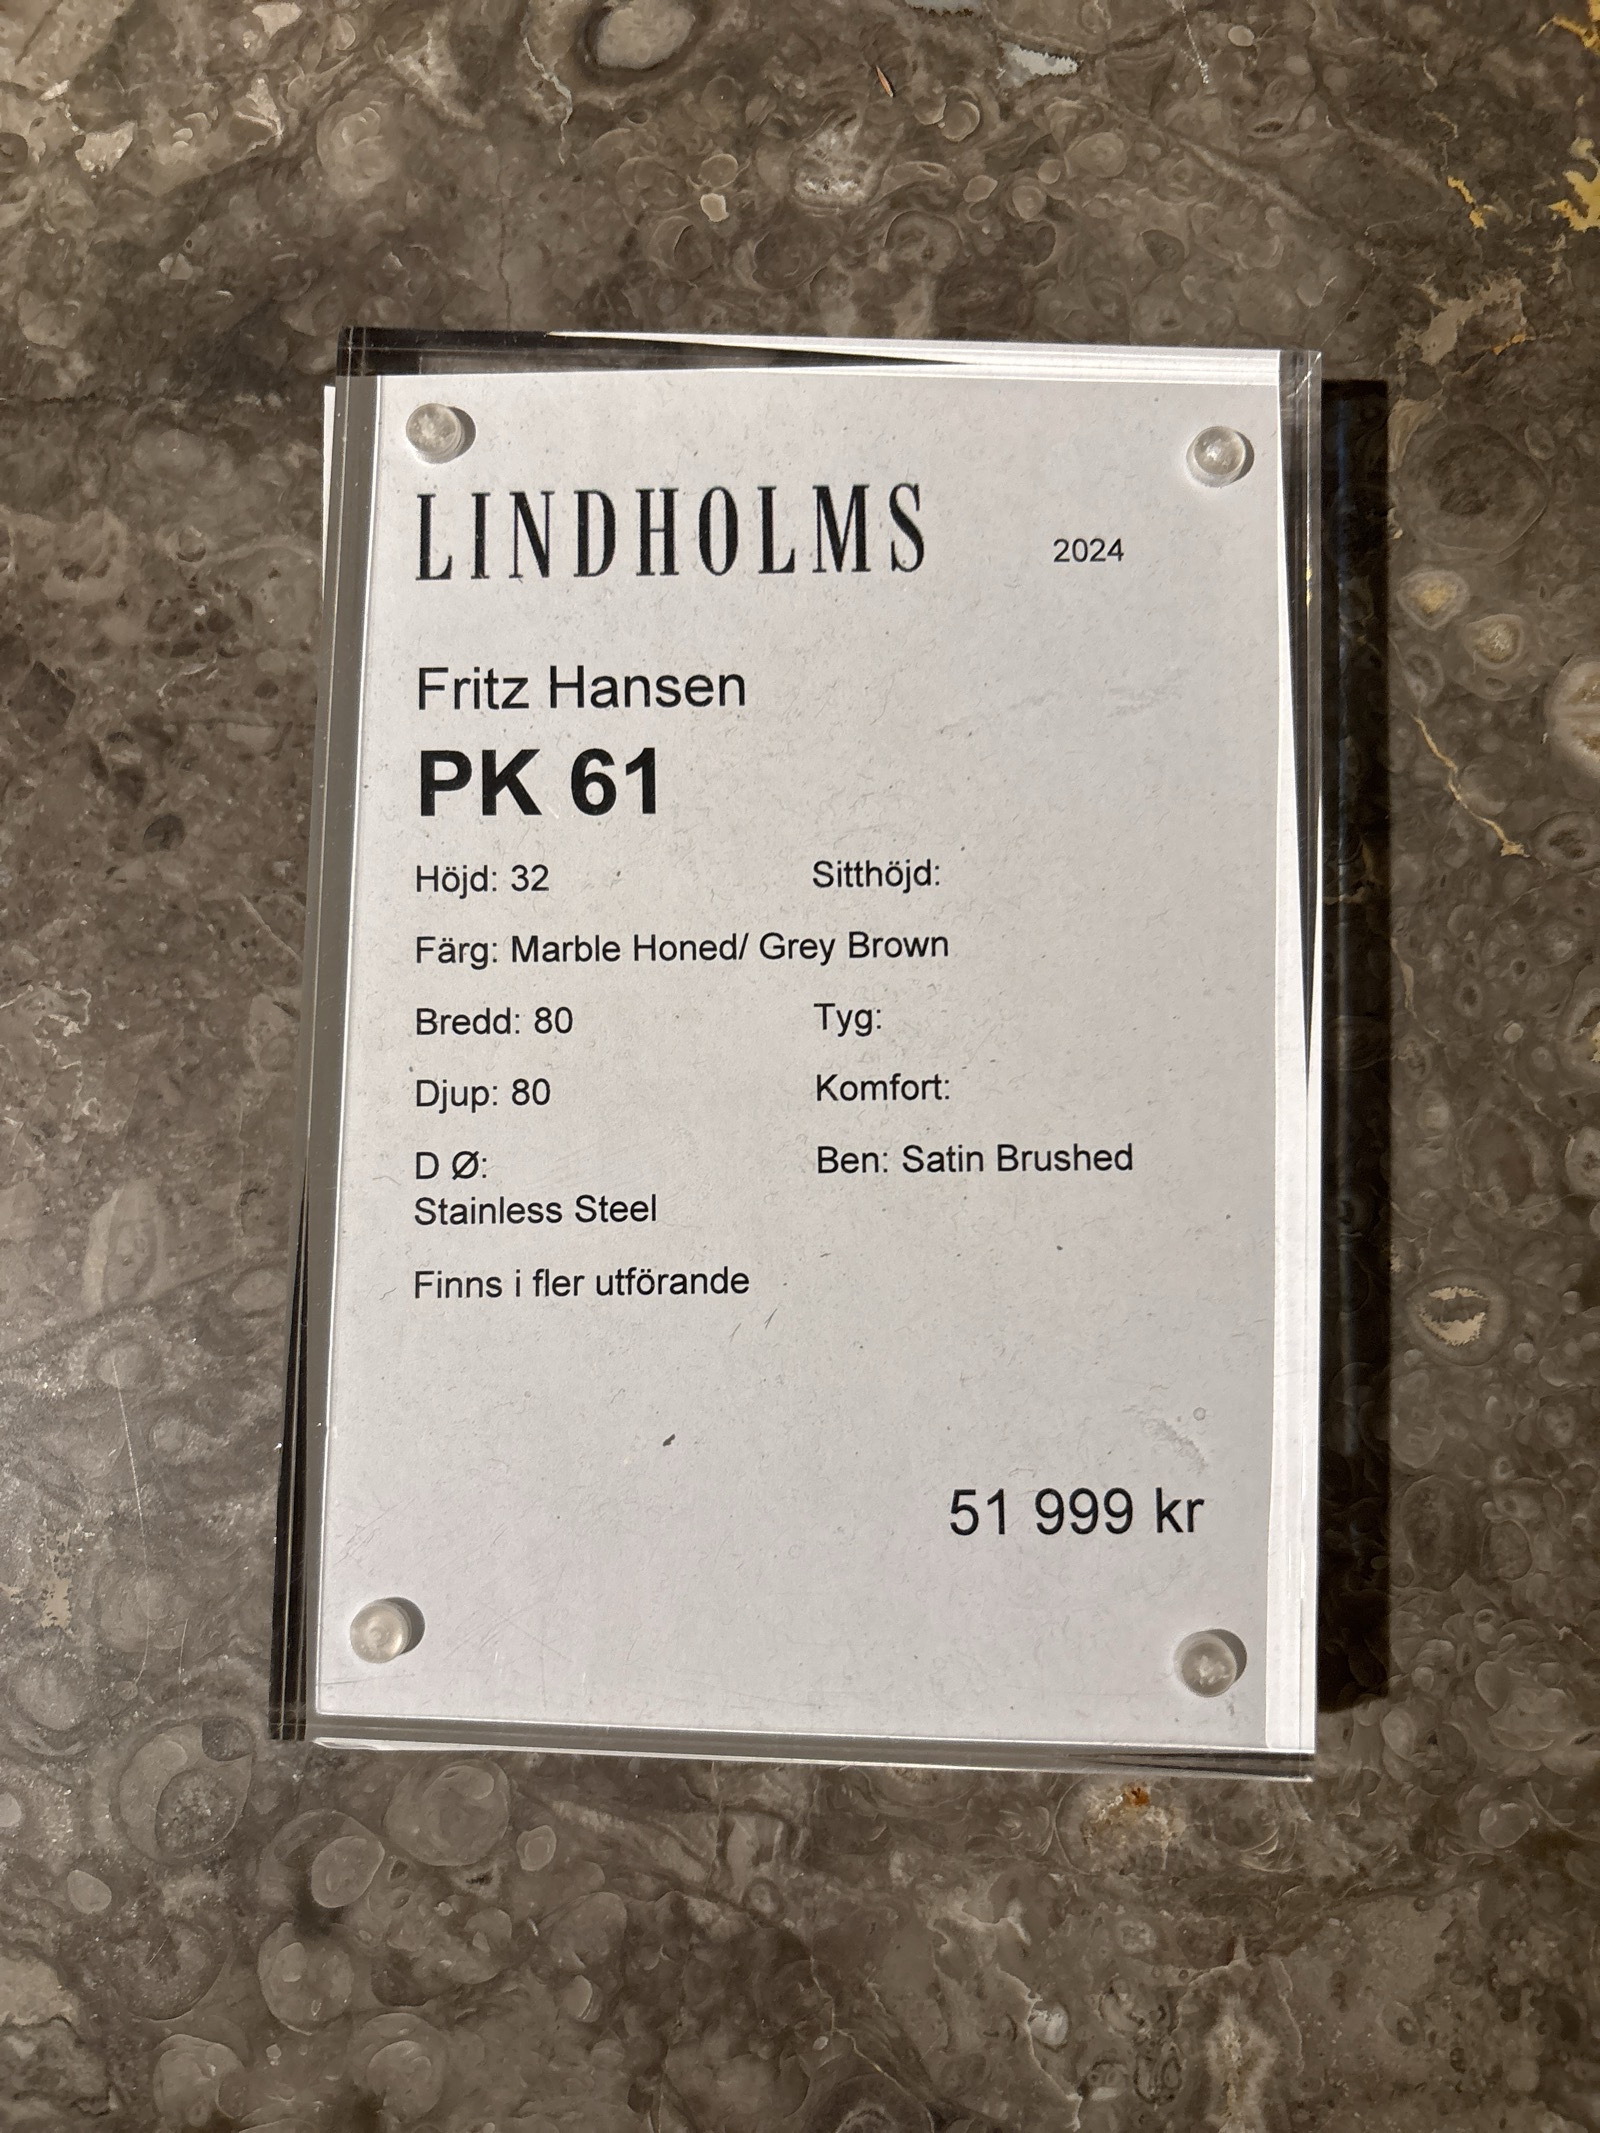 LINDHOLMS 2024
Fritz Hansen
PK 61
Höjd: 32 Sitthöjd:
Färg: Marble Honed/ Grey Brown
Bredd: 80 Tyg:
Djup: 80 Komfort:
D Ø: Ben: Satin Brushed
Stainless Steel
Finns i fler utförande
51 999 kr